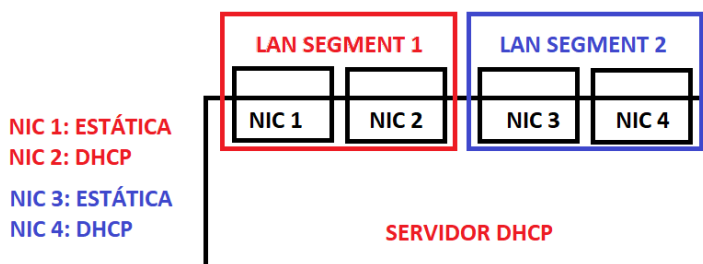 LAN SEGMENT 1
LAN SEGMENT 2
NIC 1
NIC 2
NIC 3
NIC 4
NIC 1: ESTÁTICA
NIC 2: DHCP
NIC 3: ESTÁTICA
NIC 4: DHCP
SERVIDOR DHCP